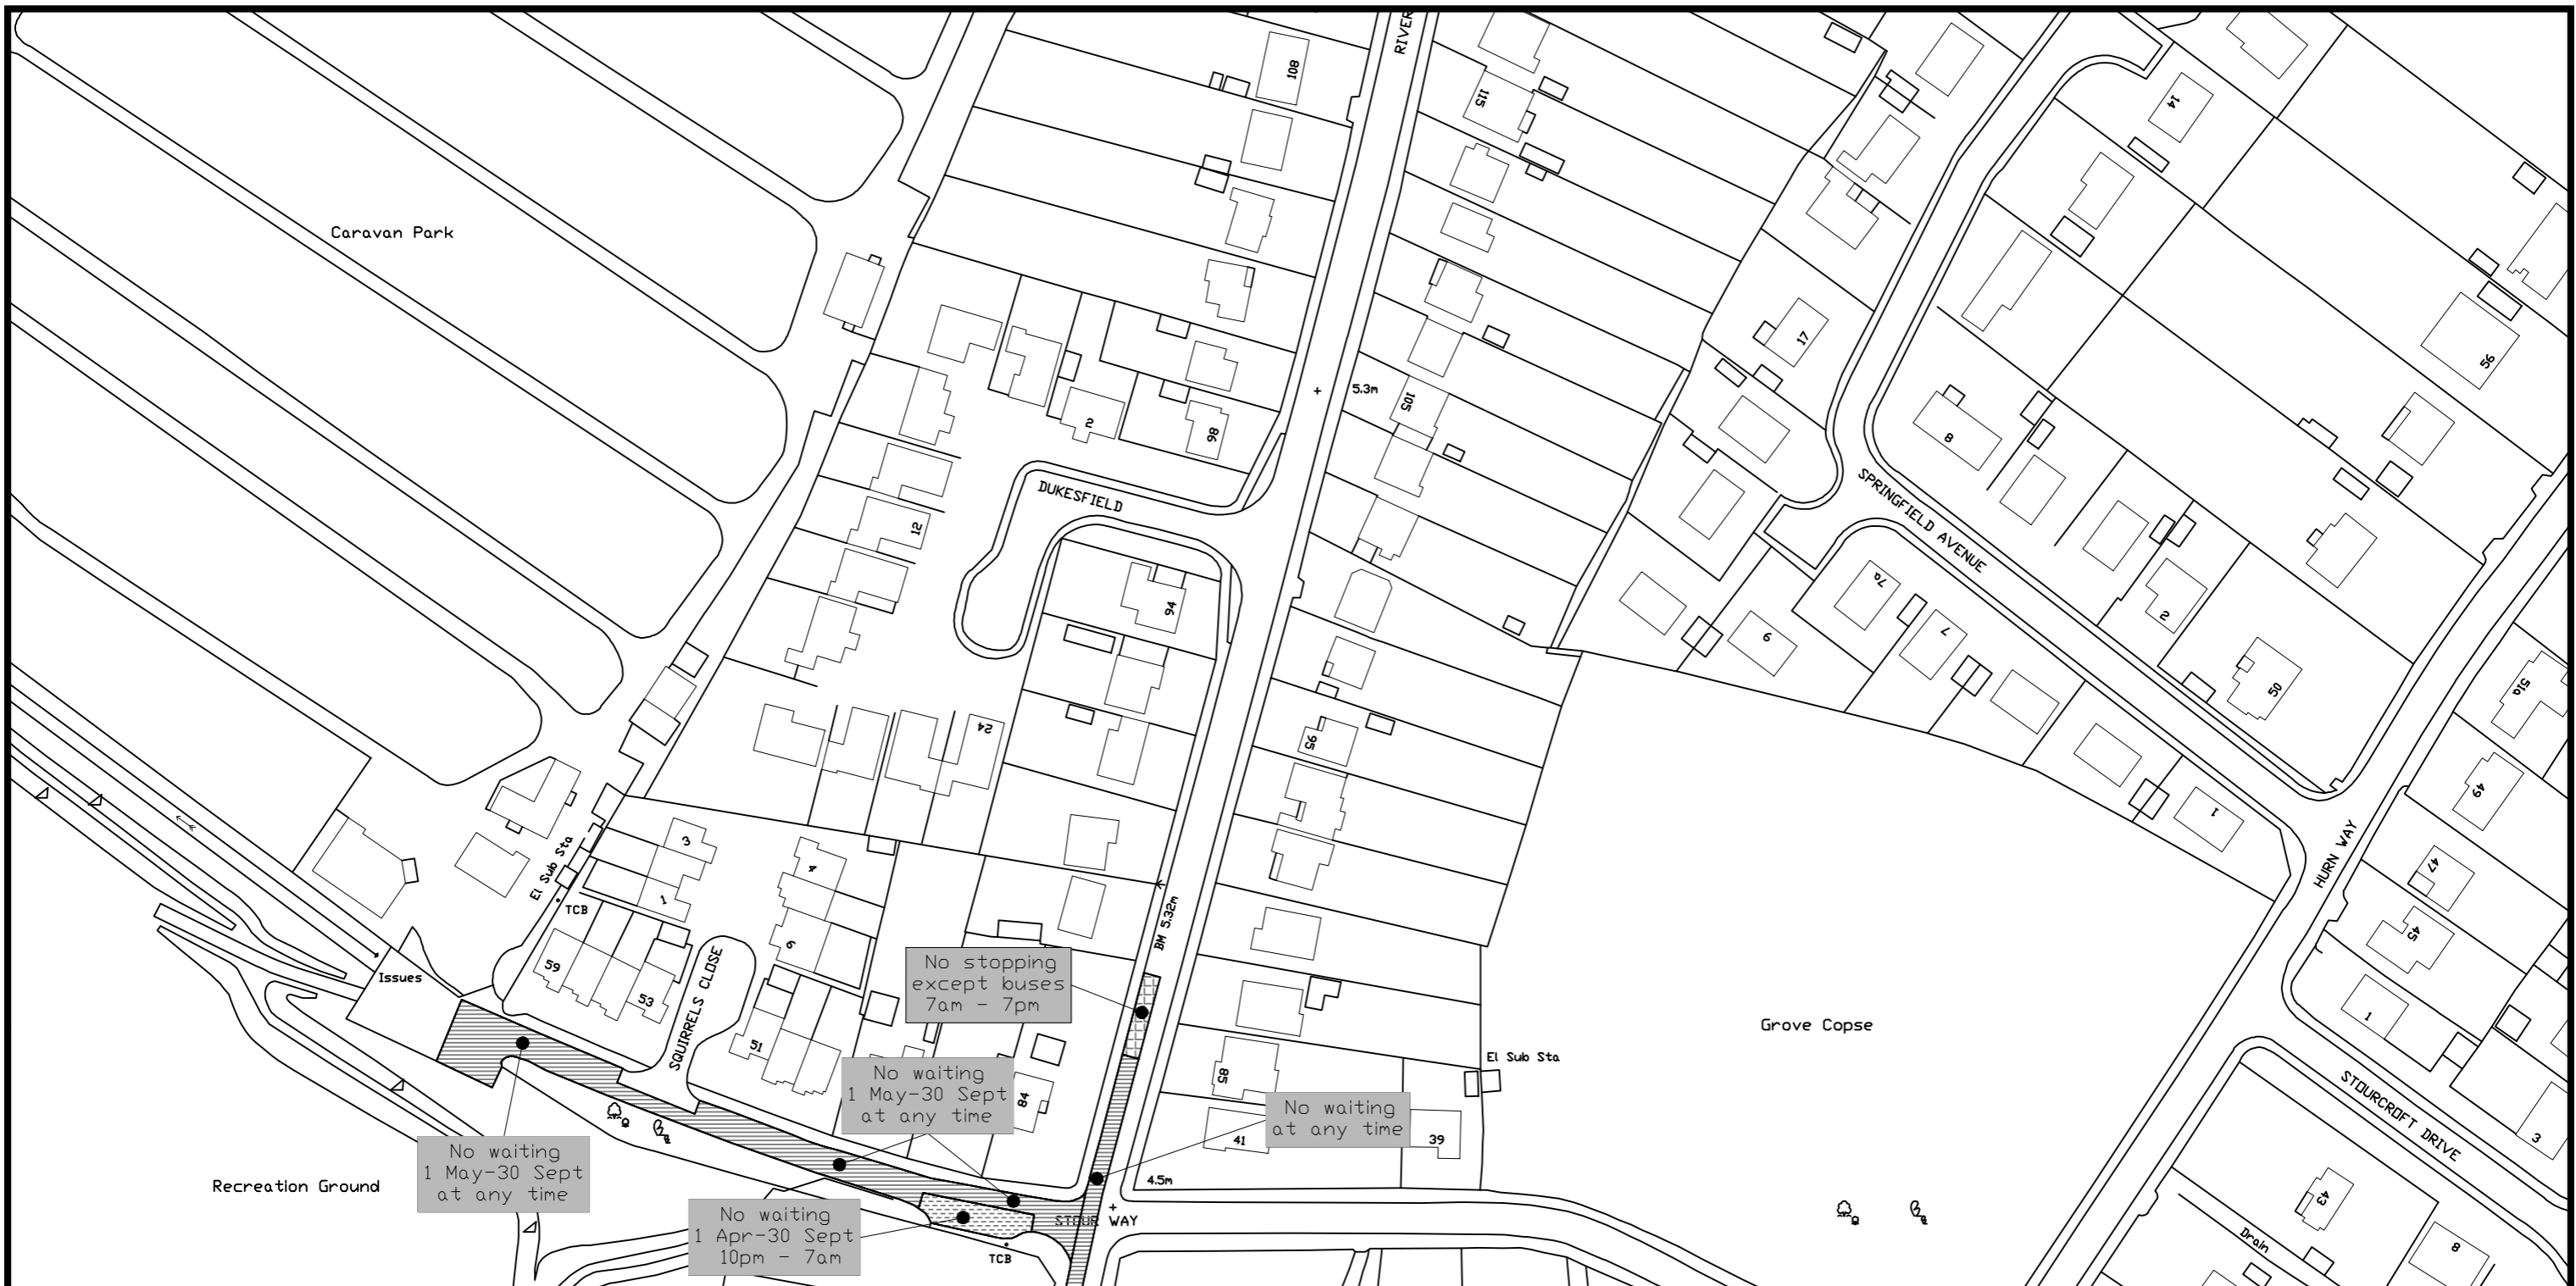 RIVER
108
115
14
Caravan Park
17
56
5.3m
105
2
98
8
DUKESFIELD
SPRINGFIELD AVENUE
12
7a
94
2
9
7
50
51a
24
95
49
1
3
HURN WAY
4
47
El Sub Sta
1
TCB
BM 5.32m
45
6
59
Issues
No stopping
except buses
7am - 7pm
53
SQUIRRELS CLOSE
1
Grove Copse
51
El Sub Sta
85
No waiting
1 May-30 Sept
at any time
84
STOURCROFT DRIVE
No waiting
at any time
41
39
3
No waiting
1 May-30 Sept
at any time
Recreation Ground
4.5m
43
No waiting
1 Apr-30 Sept
10pm - 7am
STOUR WAY
Drain
8
TCB